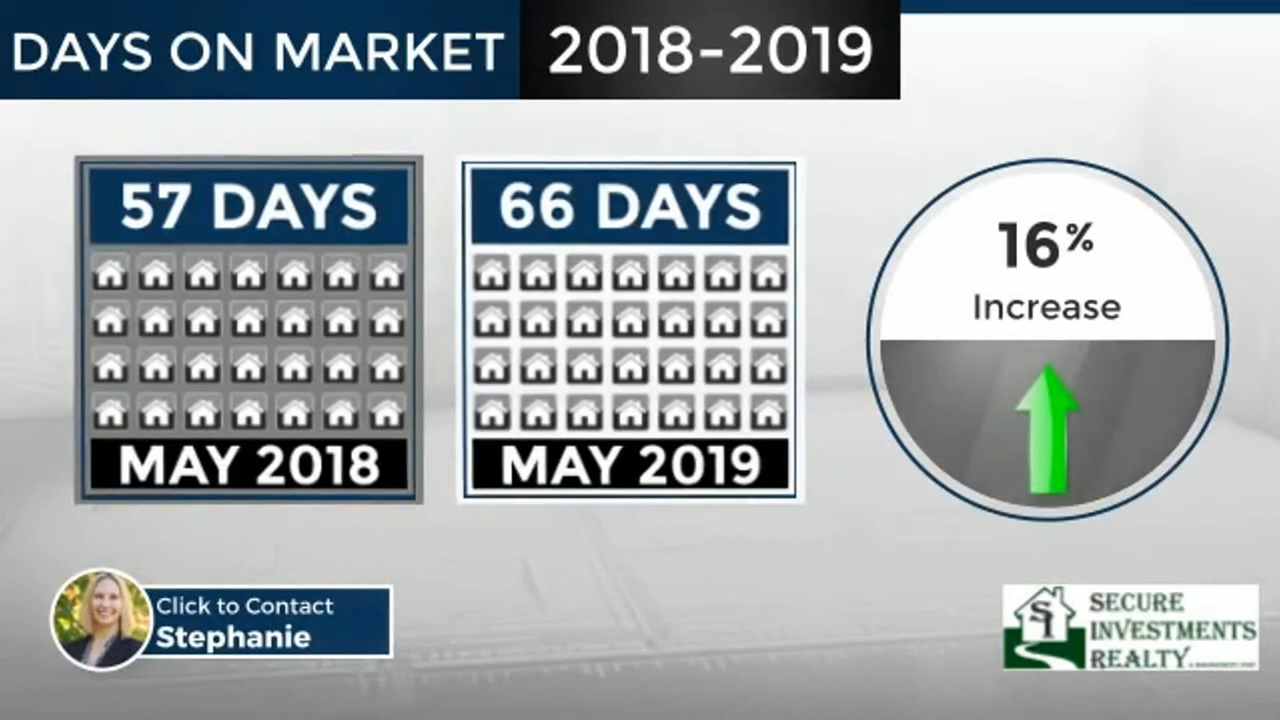 DAYS ON MARKET 2018-2019
57 DAYS
MAY 2018
66 DAYS
MAY 2019
16%
Increase
Click to Contact
Stephanie
SI
SECURE
INVESTMENTS
REALTY